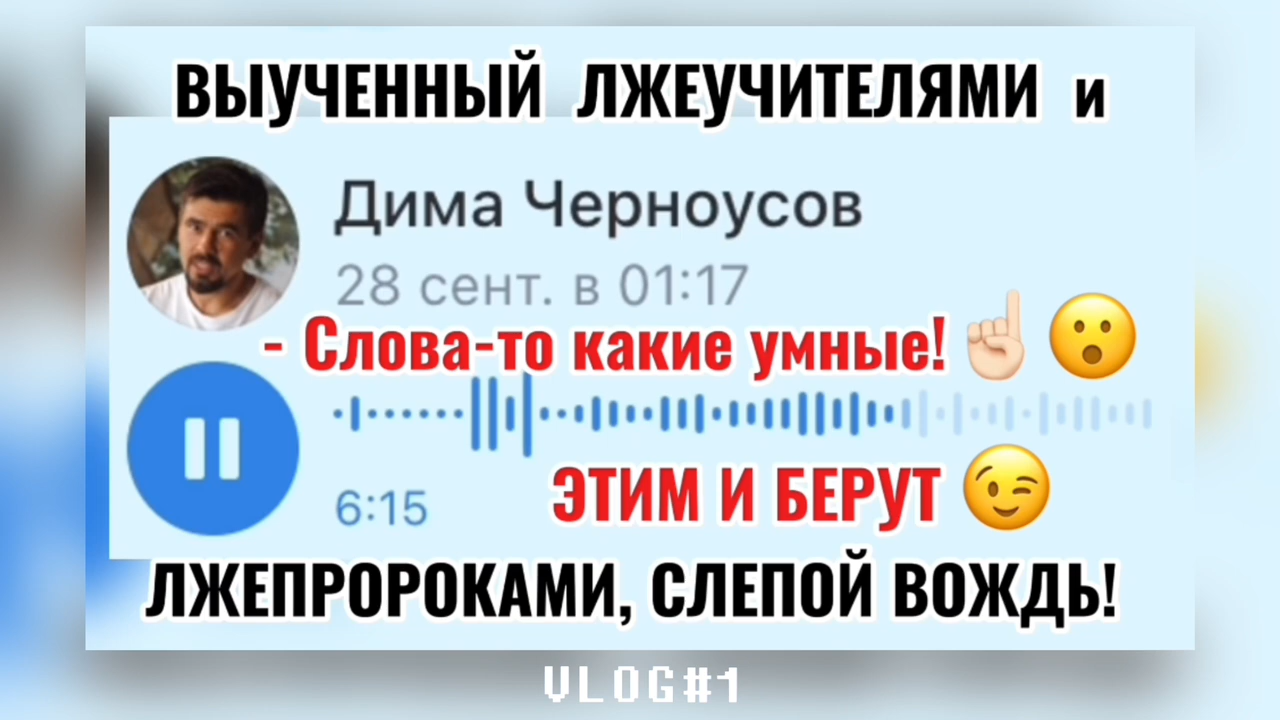 ВЫУЧЕННЫЙ ЛЖЕУЧИТЕЛЯМИ и
Дима Черноусов
28 сент. в 01:17
- Слова-то какие умные!
6:15
ЭТИМ И БЕРУТ
ЛЖЕПРОРОКАМИ, СЛЕПОЙ ВОЖДЬ!
VLOG#1